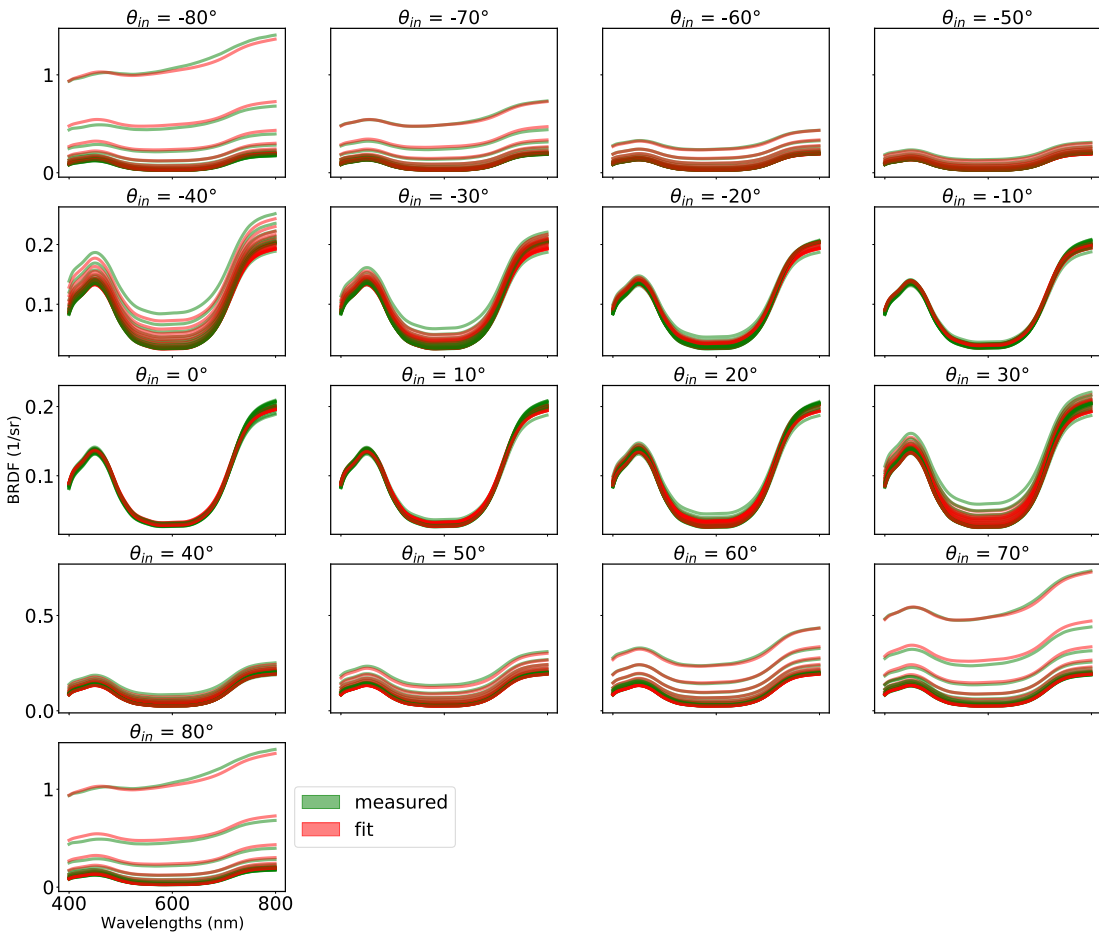 θin = -80° θin = -70° θin = -60° θin = -50°
1
0
θin = -40° θin = -30° θin = -20° θin = -10°
0.2
0.1
θin = 0° θin = 10° θin = 20° θin = 30°
0.2
0.1
BRDF (1/sr)
θin = 40° θin = 50° θin = 60° θin = 70°
0.5
0.0
θin = 80°
1
0
measured
fit
400 600 800
Wavelengths (nm)